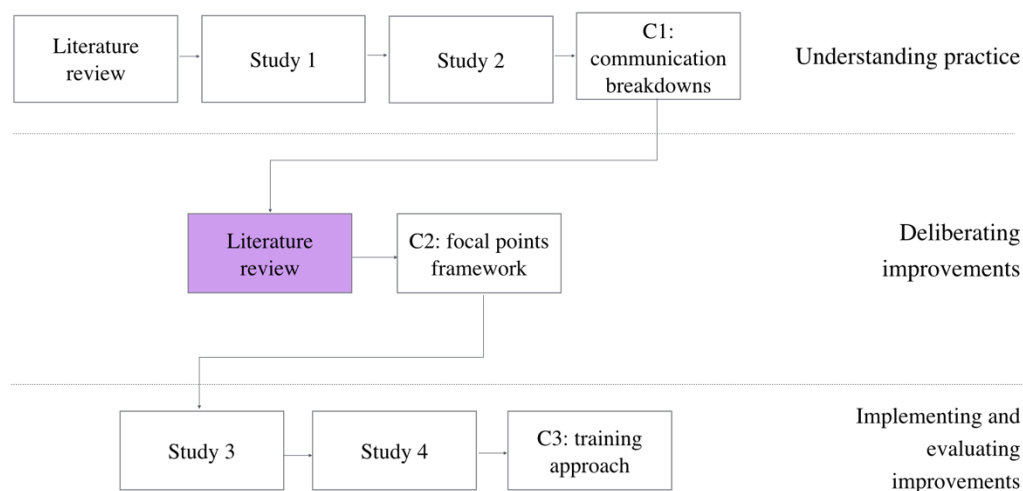 Literature
review
Study 1
Study 2
C1:
communication
breakdowns
Understanding practice
Literature
review
C2: focal points
framework
Deliberating
improvements
Study 3
Study 4
C3: training
approach
Implementing and
evaluating
improvements